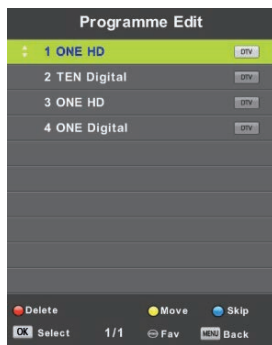 Programme Edit
1 ONE HD DTV
2 TEN Digital DTV
3 ONE HD DTV
4 ONE Digital DTV
Delete Move Skip
OK Select 1/1 Fav MENU Back